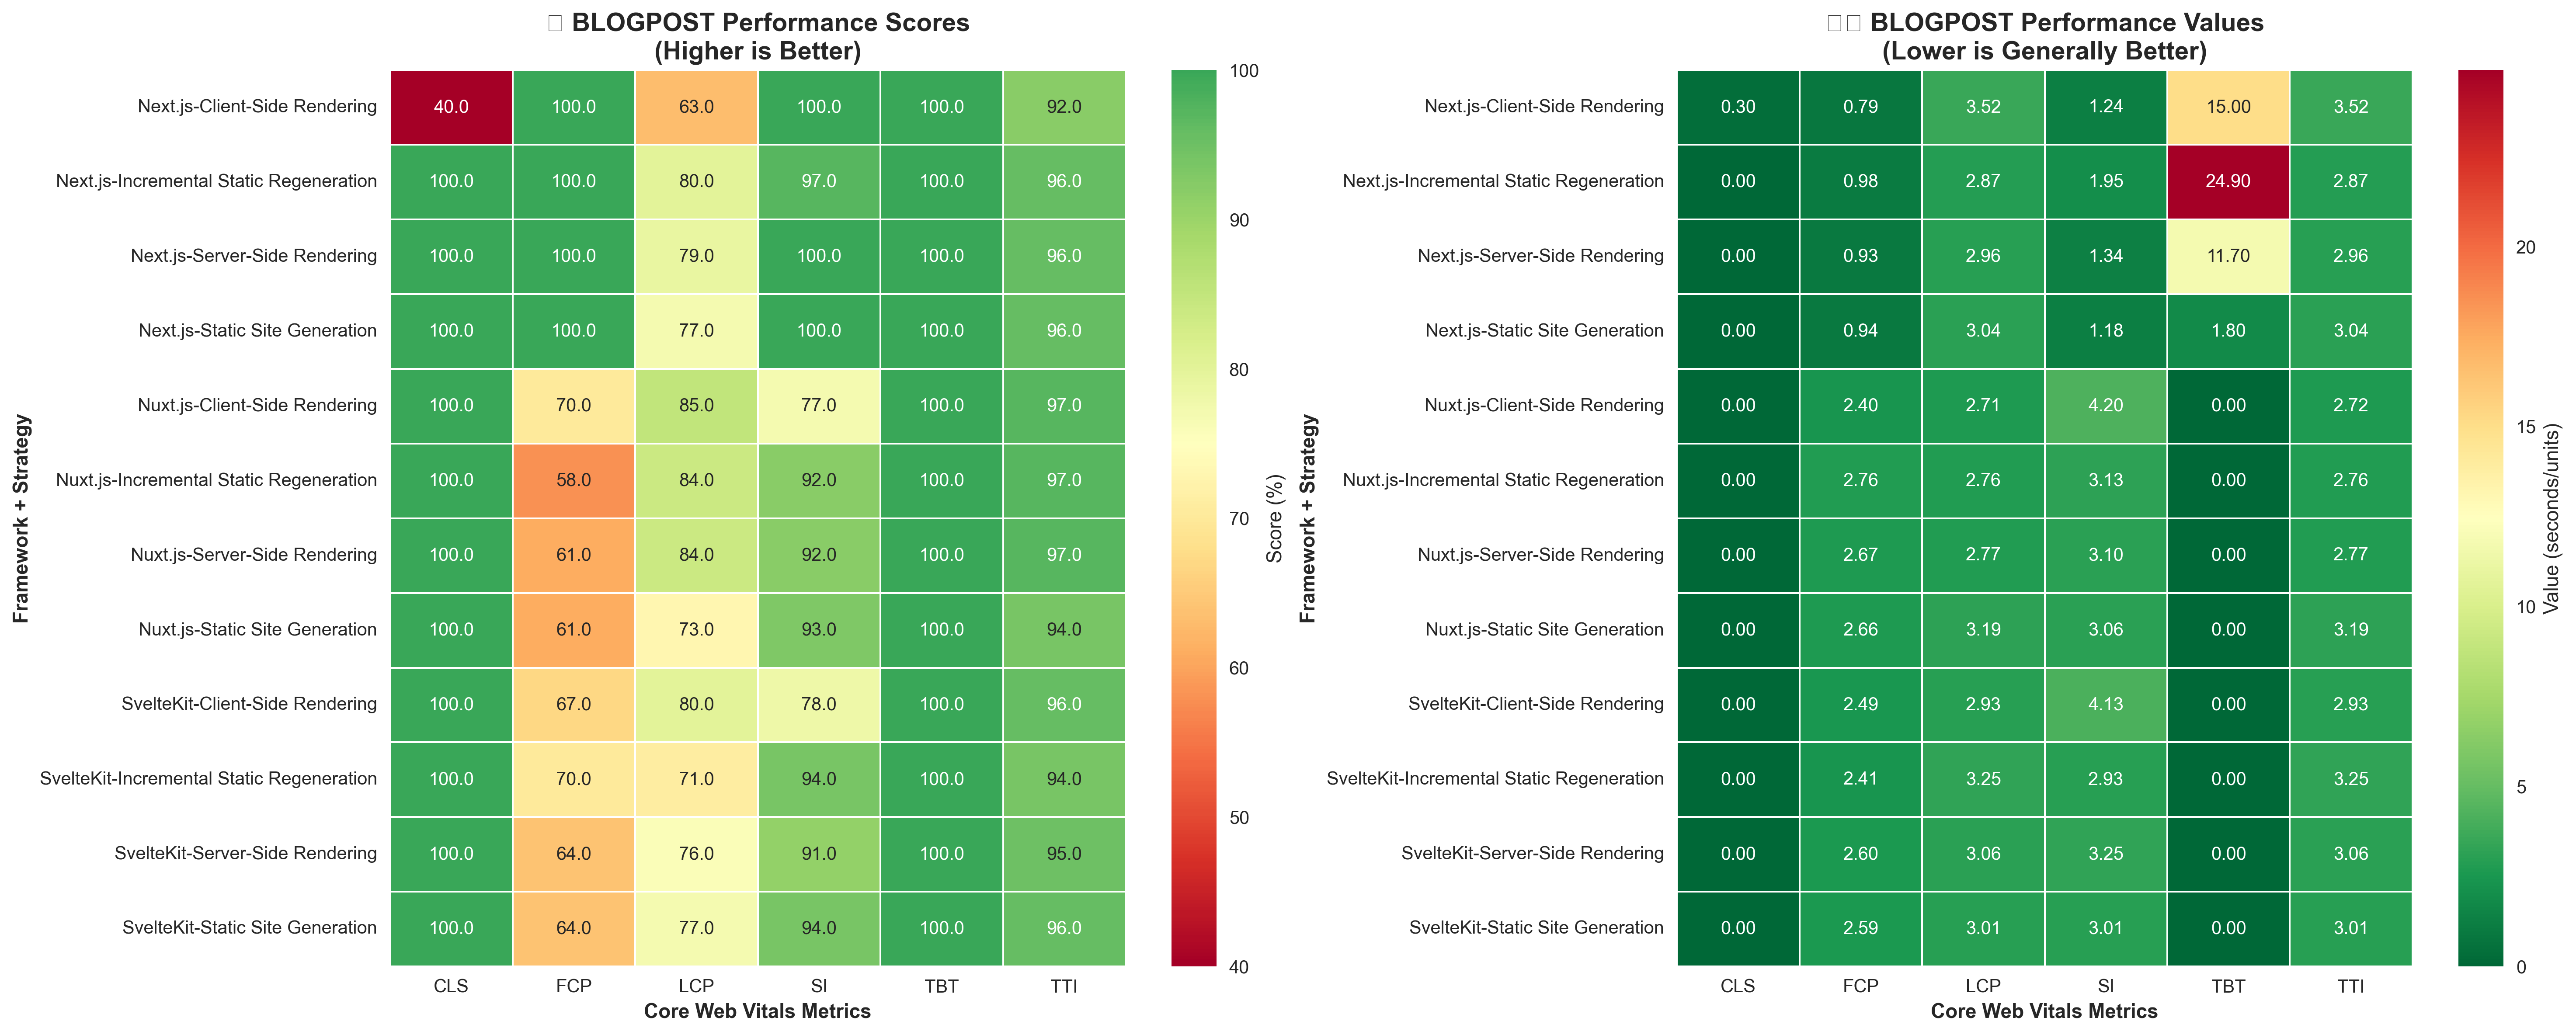 ▯ BLOGPOST Performance Scores
(Higher is Better)
Framework + Strategy
Next.js-Client-Side Rendering 40.0 100.0 63.0 100.0 100.0 92.0
Next.js-Incremental Static Regeneration 100.0 100.0 80.0 97.0 100.0 96.0
Next.js-Server-Side Rendering 100.0 100.0 79.0 100.0 100.0 96.0
Next.js-Static Site Generation 100.0 100.0 77.0 100.0 100.0 96.0
Nuxt.js-Client-Side Rendering 100.0 70.0 85.0 77.0 100.0 97.0
Nuxt.js-Incremental Static Regeneration 100.0 58.0 84.0 92.0 100.0 97.0
Nuxt.js-Server-Side Rendering 100.0 61.0 84.0 92.0 100.0 97.0
Nuxt.js-Static Site Generation 100.0 61.0 73.0 93.0 100.0 94.0
SvelteKit-Client-Side Rendering 100.0 67.0 80.0 78.0 100.0 96.0
SvelteKit-Incremental Static Regeneration 100.0 70.0 71.0 94.0 100.0 94.0
SvelteKit-Server-Side Rendering 100.0 64.0 76.0 91.0 100.0 95.0
SvelteKit-Static Site Generation 100.0 64.0 77.0 94.0 100.0 96.0
CLS FCP LCP SI TBT TTI
Core Web Vitals Metrics
100
90
80
70
60
50
40
Score (%)
▯▯ BLOGPOST Performance Values
(Lower is Generally Better)
Framework + Strategy
Next.js-Client-Side Rendering 0.30 0.79 3.52 1.24 15.00 3.52
Next.js-Incremental Static Regeneration 0.00 0.98 2.87 1.95 24.90 2.87
Next.js-Server-Side Rendering 0.00 0.93 2.96 1.34 11.70 2.96
Next.js-Static Site Generation 0.00 0.94 3.04 1.18 1.80 3.04
Nuxt.js-Client-Side Rendering 0.00 2.40 2.71 4.20 0.00 2.72
Nuxt.js-Incremental Static Regeneration 0.00 2.76 2.76 3.13 0.00 2.76
Nuxt.js-Server-Side Rendering 0.00 2.67 2.77 3.10 0.00 2.77
Nuxt.js-Static Site Generation 0.00 2.66 3.19 3.06 0.00 3.19
SvelteKit-Client-Side Rendering 0.00 2.49 2.93 4.13 0.00 2.93
SvelteKit-Incremental Static Regeneration 0.00 2.41 3.25 2.93 0.00 3.25
SvelteKit-Server-Side Rendering 0.00 2.60 3.06 3.25 0.00 3.06
SvelteKit-Static Site Generation 0.00 2.59 3.01 3.01 0.00 3.01
CLS FCP LCP SI TBT TTI
Core Web Vitals Metrics
20
15
10
5
0
Value (seconds/units)